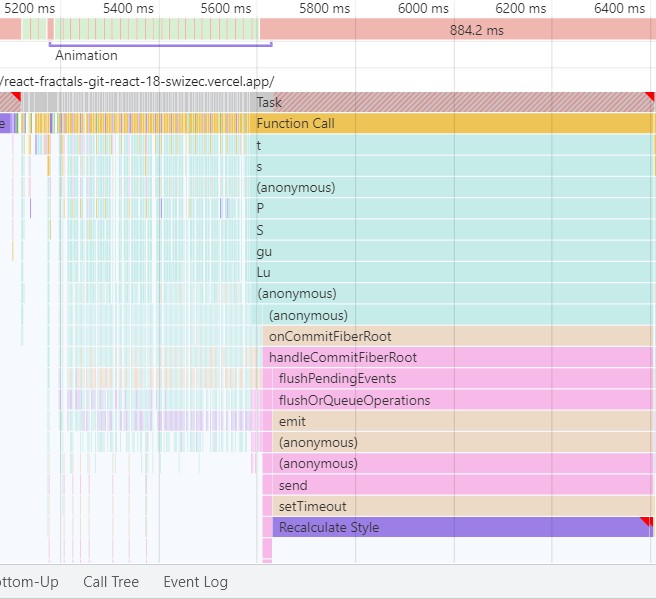 5200 ms 5400 ms 5600 ms 5800 ms 6000 ms 6200 ms 6400 ms
884.2 ms
Animation
/react-fractals-git-react-18-swizec.vercel.app/
Task
e Function Call
t
s
(anonymous)
P
S
gu
Lu
(anonymous)
(anonymous)
onCommitFiberRoot
handleCommitFiberRoot
flushPendingEvents
flushOrQueueOperations
emit
(anonymous)
(anonymous)
send
setTimeout
Recalculate Style
ottom-Up Call Tree Event Log